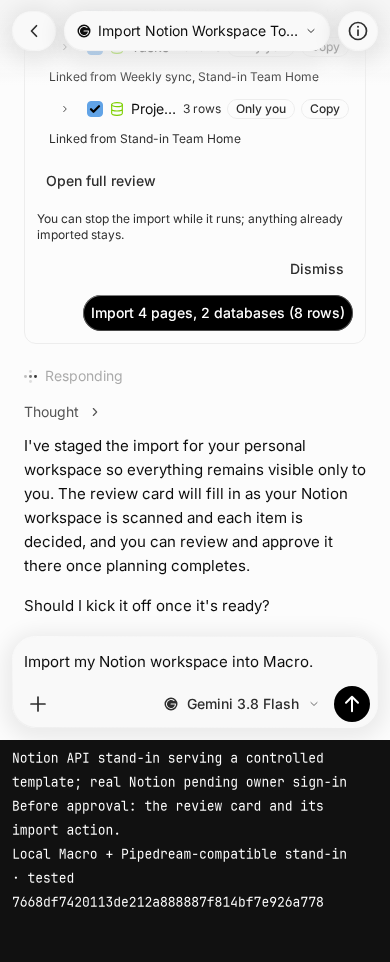 Import Notion Workspace To...
Linked from Weekly sync, Stand-in Team Home
Proje... 3 rows Only you Copy
Linked from Stand-in Team Home
Open full review
You can stop the import while it runs; anything already
imported stays.
Dismiss
Import 4 pages, 2 databases (8 rows)
Responding
Thought
I've staged the import for your personal
workspace so everything remains visible only to
you. The review card will fill in as your Notion
workspace is scanned and each item is
decided, and you can review and approve it
there once planning completes.
Should I kick it off once it's ready?
Import my Notion workspace into Macro.
Gemini 3.8 Flash
Notion API stand-in serving a controlled
template; real Notion pending owner sign-in
Before approval: the review card and its
import action.
Local Macro + Pipedream-compatible stand-in
· tested
7668df7420113de212a888887f814bf7e926a778